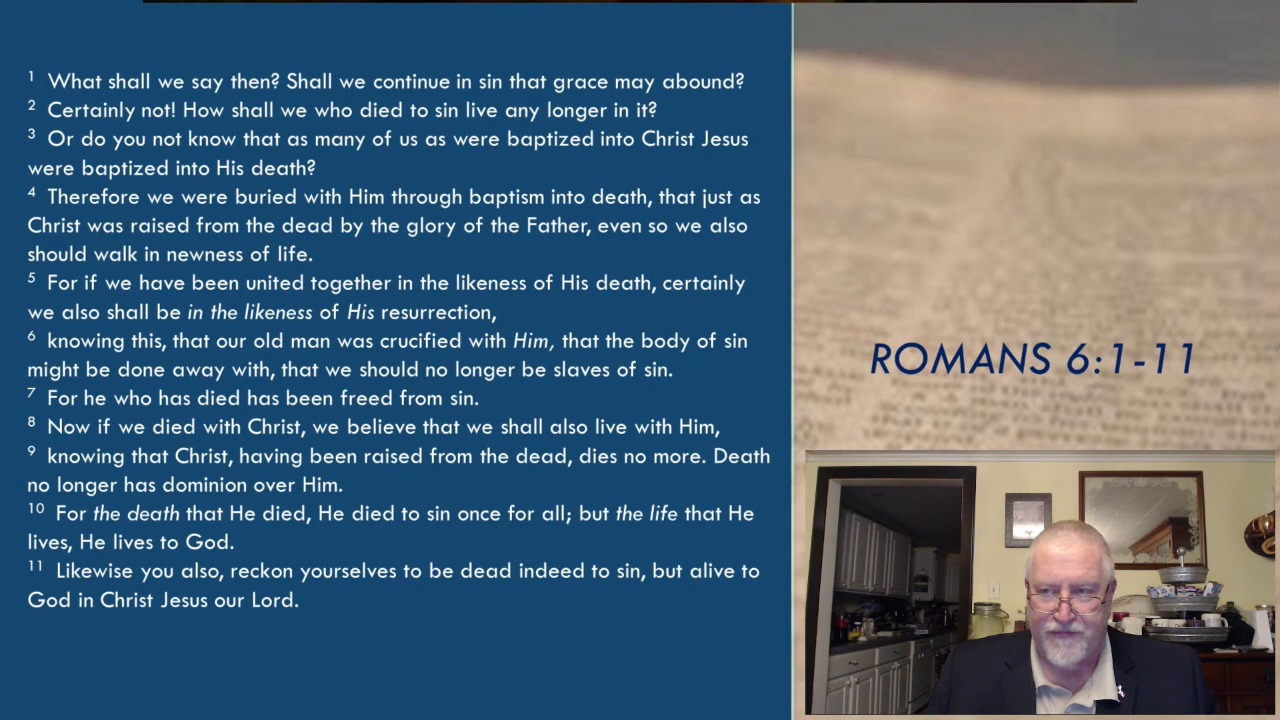 1 What shall we say then? Shall we continue in sin that grace may abound?
2 Certainly not! How shall we who died to sin live any longer in it?
3 Or do you not know that as many of us as were baptized into Christ Jesus
were baptized into His death?
4 Therefore we were buried with Him through baptism into death, that just as
Christ was raised from the dead by the glory of the Father, even so we also
should walk in newness of life.
5 For if we have been united together in the likeness of His death, certainly
we also shall be in the likeness of His resurrection,
6 knowing this, that our old man was crucified with Him, that the body of sin
might be done away with, that we should no longer be slaves of sin.
7 For he who has died has been freed from sin.
8 Now if we died with Christ, we believe that we shall also live with Him,
9 knowing that Christ, having been raised from the dead, dies no more. Death
no longer has dominion over Him.
10 For the death that He died, He died to sin once for all; but the life that He
lives, He lives to God.
11 Likewise you also, reckon yourselves to be dead indeed to sin, but alive to
God in Christ Jesus our Lord.
ROMANS 6:1-11